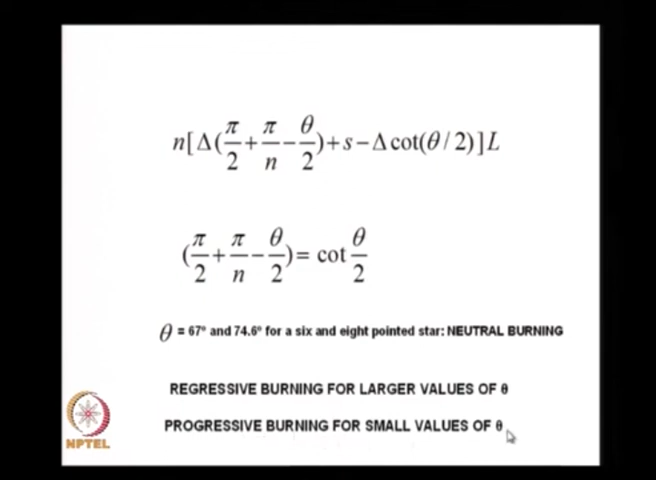 n[Δ(π/2 + π/n − θ/2) + s − Δ cot(θ/2)]L
(π/2 + π/n − θ/2) = cot θ/2
θ = 67° and 74.6° for a six and eight pointed star: NEUTRAL BURNING
REGRESSIVE BURNING FOR LARGER VALUES OF θ
PROGRESSIVE BURNING FOR SMALL VALUES OF θ
NPTEL